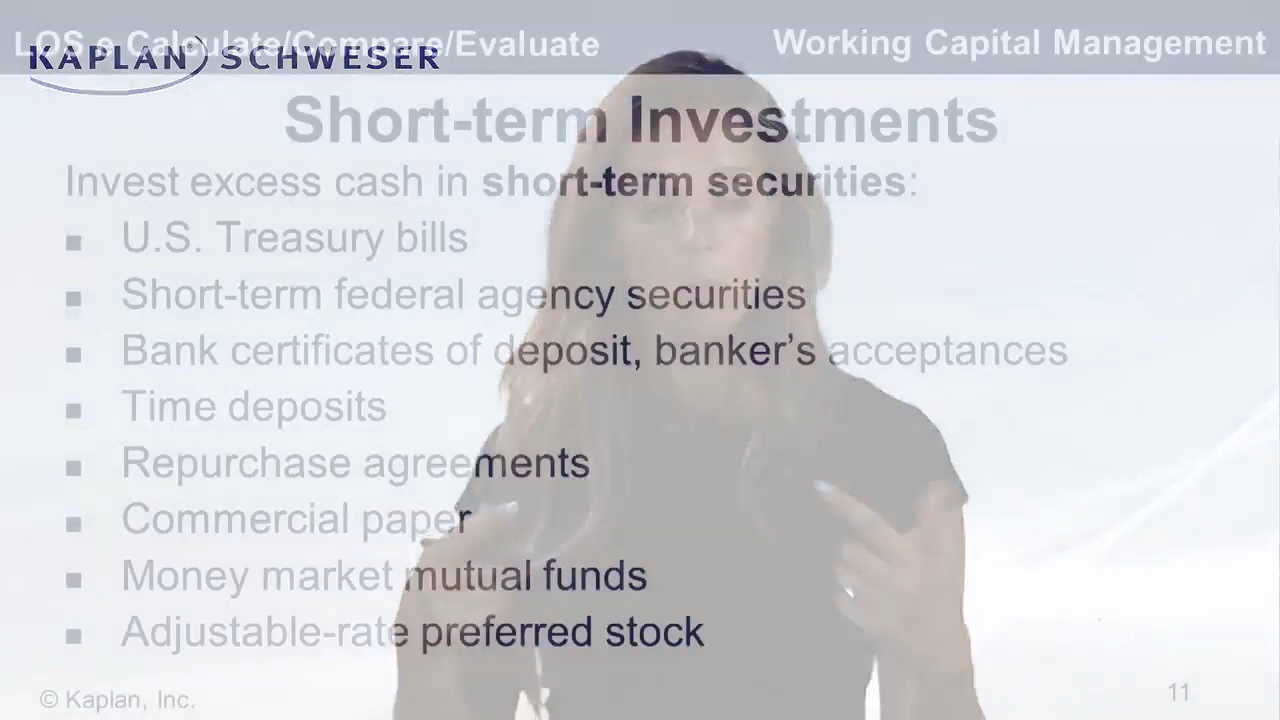 LOS e Calculate/Compare/Evaluate
Working Capital Management
KAPLAN SCHWESER
Short-term Investments
Invest excess cash in short-term securities:
■ U.S. Treasury bills
■ Short-term federal agency securities
■ Bank certificates of deposit, banker’s acceptances
■ Time deposits
■ Repurchase agreements
■ Commercial paper
■ Money market mutual funds
■ Adjustable-rate preferred stock
© Kaplan, Inc.
11